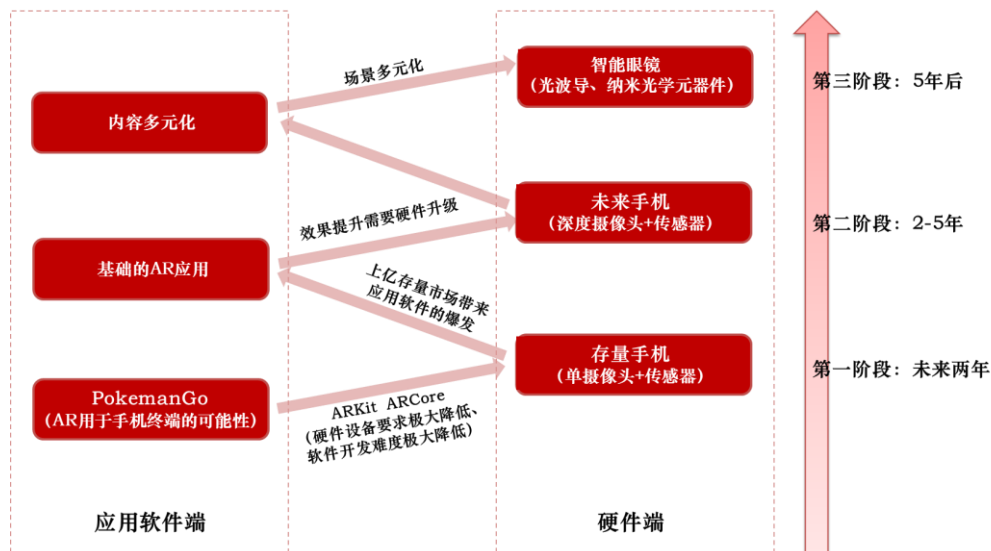 场景多元化
智能眼镜
（光波导、纳米光学元器件）
第三阶段：5年后
内容多元化
未来手机
（深度摄像头+传感器）
第二阶段：2-5年
效果提升需要硬件升级
基础的AR应用
上亿存量市场带来
应用软件的爆发
存量手机
（单摄像头+传感器）
第一阶段：未来两年
PokemanGo
（AR用于手机终端的可能性）
ARKit ARCore
（硬件设备要求极大降低、
软件开发难度极大降低）
应用软件端
硬件端